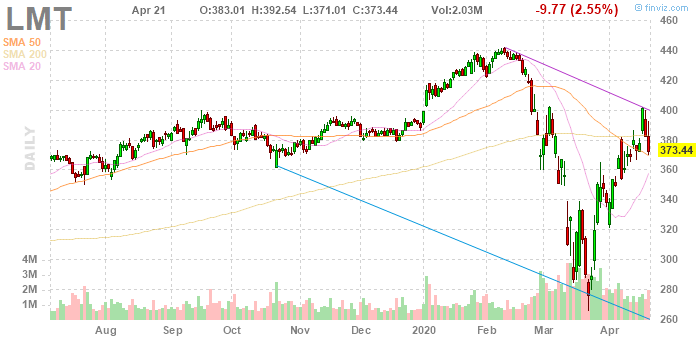 LMT Apr 21 O:383.01 H:392.54 L:371.01 C:373.44 Vol:2.03M -9.77 (2.55%)
© finviz.com
SMA 50
SMA 200
SMA 20
DAILY
460
440
420
400
380
373.44
360
340
320
300
280
260
4M
3M
2M
1M
Aug Sep Oct Nov Dec 2020 Feb Mar Apr